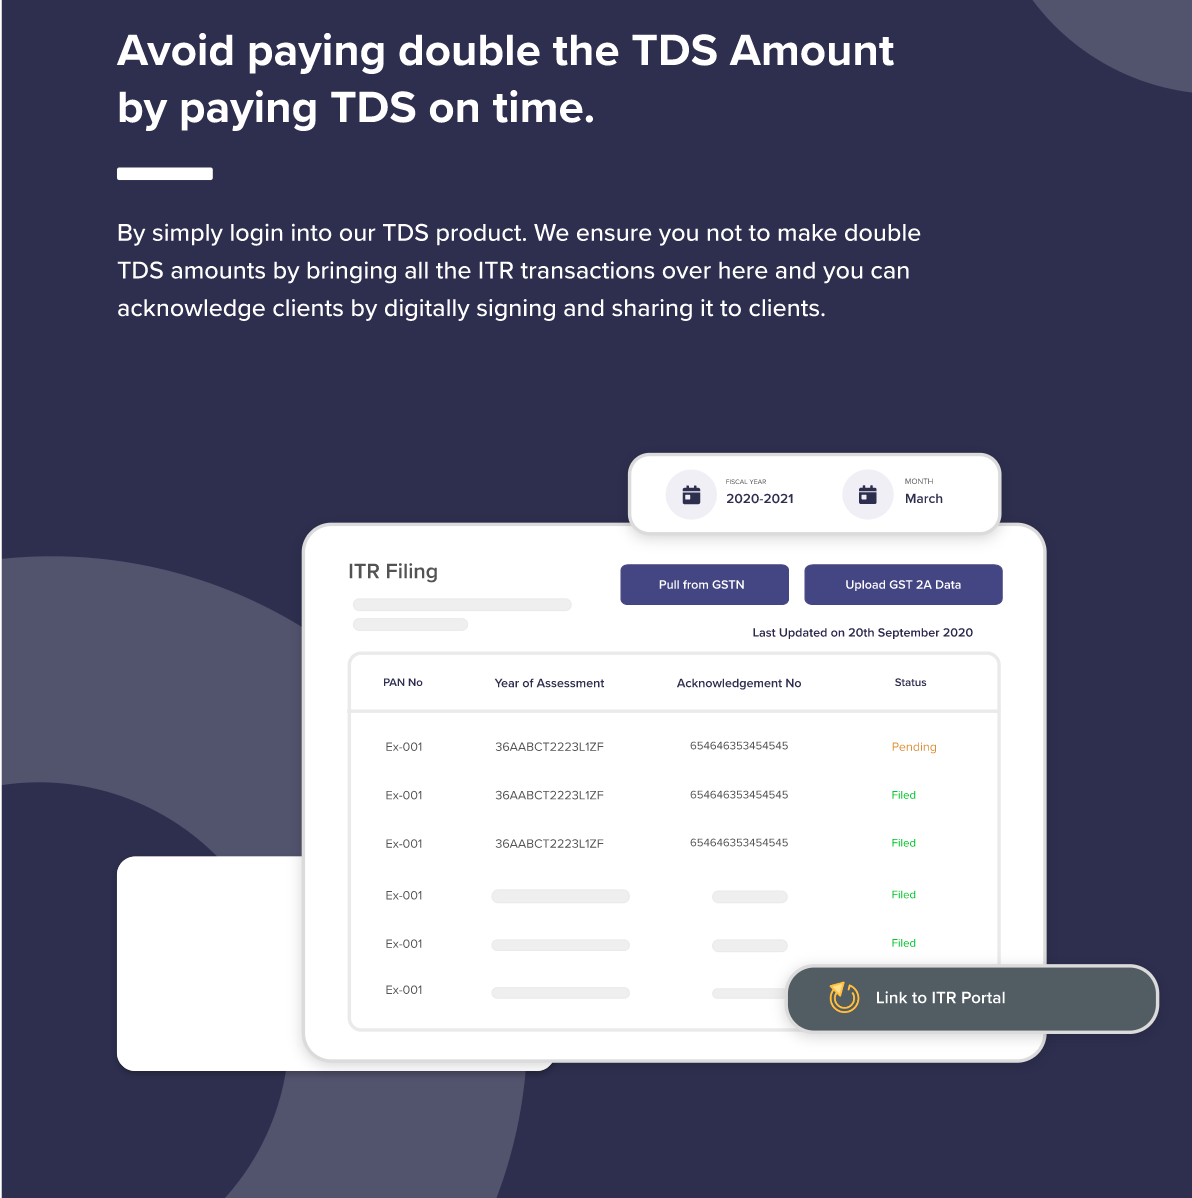 Avoid paying double the TDS Amount
by paying TDS on time.
By simply login into our TDS product. We ensure you not to make double
TDS amounts by bringing all the ITR transactions over here and you can
acknowledge clients by digitally signing and sharing it to clients.
FISCAL YEAR
2020-2021
MONTH
March
ITR Filing
Pull from GSTN
Upload GST 2A Data
Last Updated on 20th September 2020
PAN No Year of Assessment Acknowledgement No Status
Ex-001 36AABCT2223L1ZF 654646353454545 Pending
Ex-001 36AABCT2223L1ZF 654646353454545 Filed
Ex-001 36AABCT2223L1ZF 654646353454545 Filed
Ex-001 Filed
Ex-001 Filed
Ex-001
Link to ITR Portal